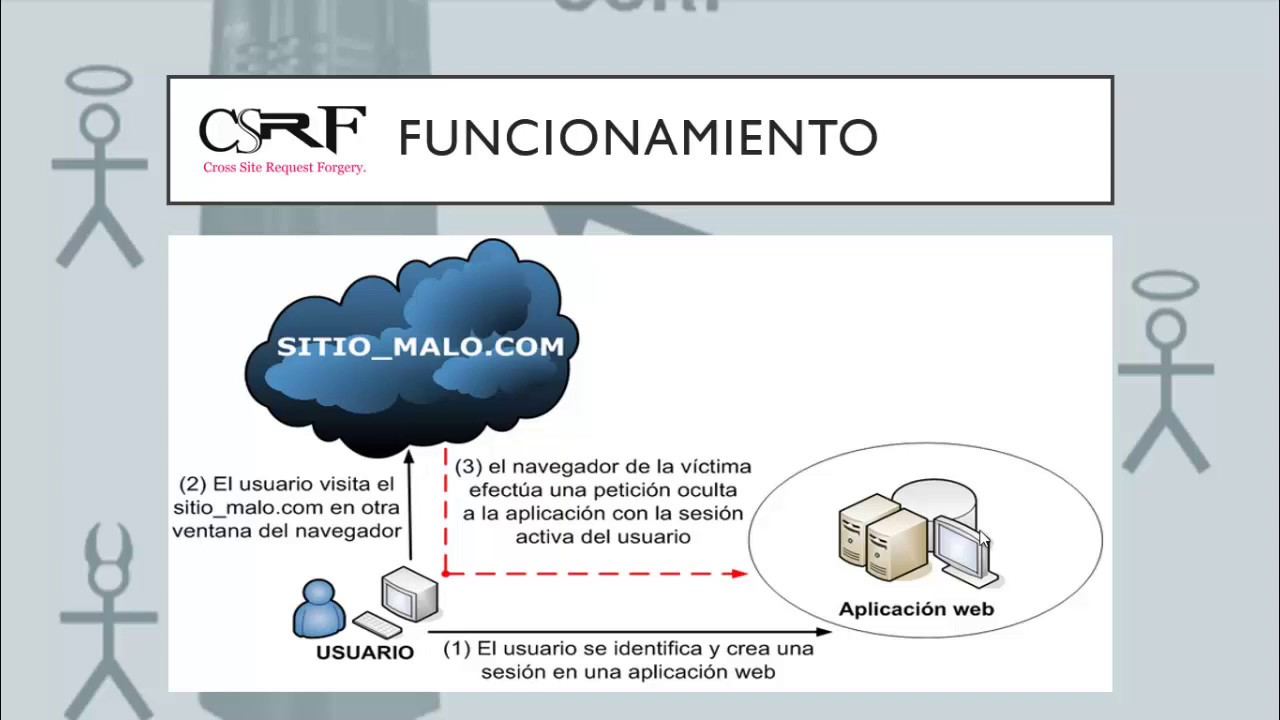 CSRF
Cross Site Request Forgery.
FUNCIONAMIENTO
SITIO_MALO.COM
(2) El usuario visita el
sitio_malo.com en otra
ventana del navegador
(3) el navegador de la víctima
efectúa una petición oculta
a la aplicación con la sesión
activa del usuario
Aplicación web
USUARIO
(1) El usuario se identifica y crea una
sesión en una aplicación web